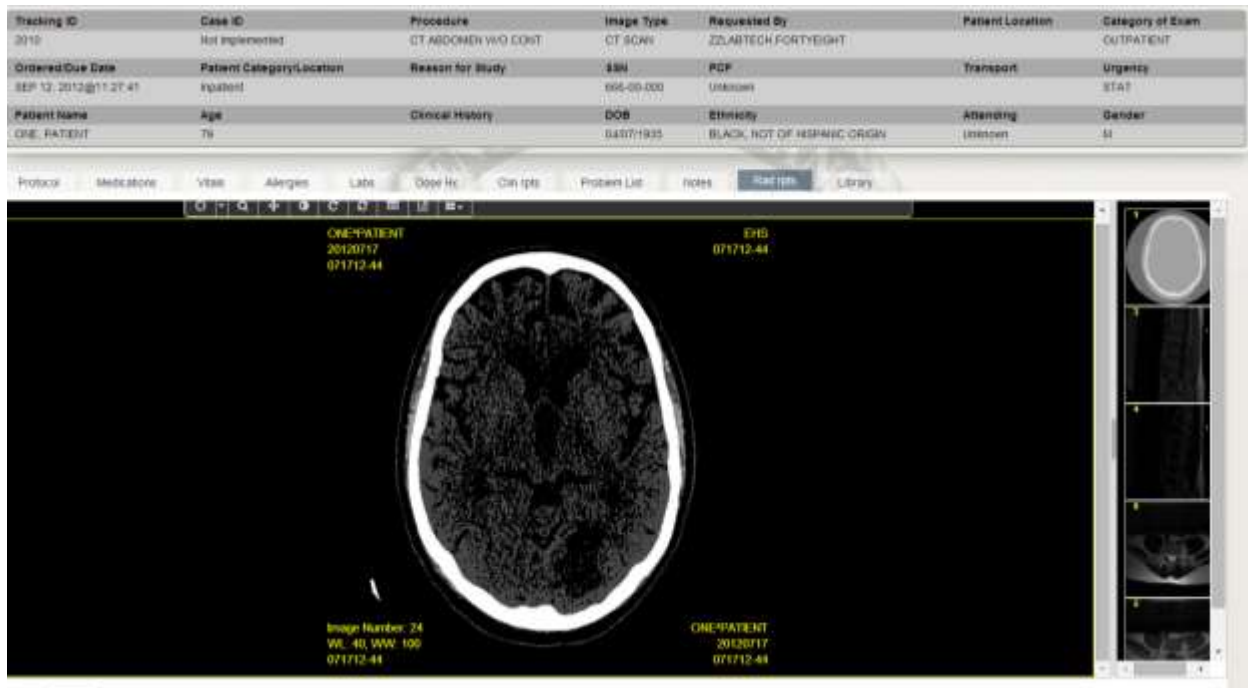 Tracking ID Case ID Procedure Image Type Requested By Patient Location Category of Exam
2010 Not Implemented CT ABDOMEN W/O CONT CT SCAN ZZLABTECH,FORTYEIGHT OUTPATIENT
Ordered/Due Date Patient Category/Location Reason for Study SSN PCP Transport Urgency
SEP 12, 2012@11:27:41 Inpatient 666-00-000 Unknown STAT
Patient Name Age Clinical History DOB Ethnicity Attending Gender
ONE, PATIENT 79 04/07/1935 BLACK, NOT OF HISPANIC ORIGIN Unknown M
Protocol Medications Vitals Allergies Labs Dose Hx Clin rpts Problem List Notes Rad rpts Library
ONE^PATIENT EHS
20120717 071712-44
071712-44
Image Number: 24 ONE^PATIENT
WL: 40, WW: 100 20120717
071712-44 071712-44
1
3
4